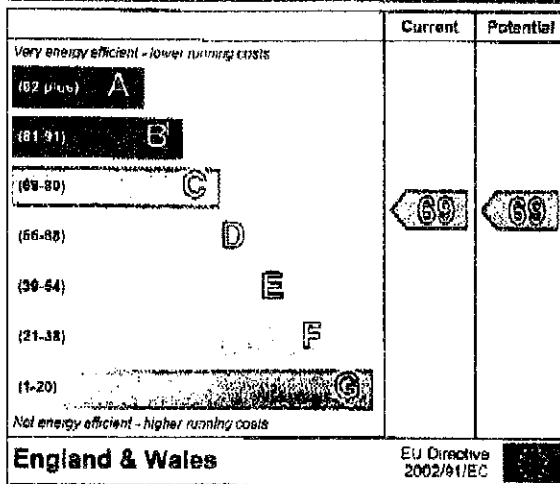 Current Potential
Very energy efficient - lower running costs
(92 plus) A
(81-91) B
(69-80) C
69 69
(55-68) D
(39-54) E
(21-38) F
(1-20) G
Not energy efficient - higher running costs
England & Wales
EU Directive
2002/91/EC